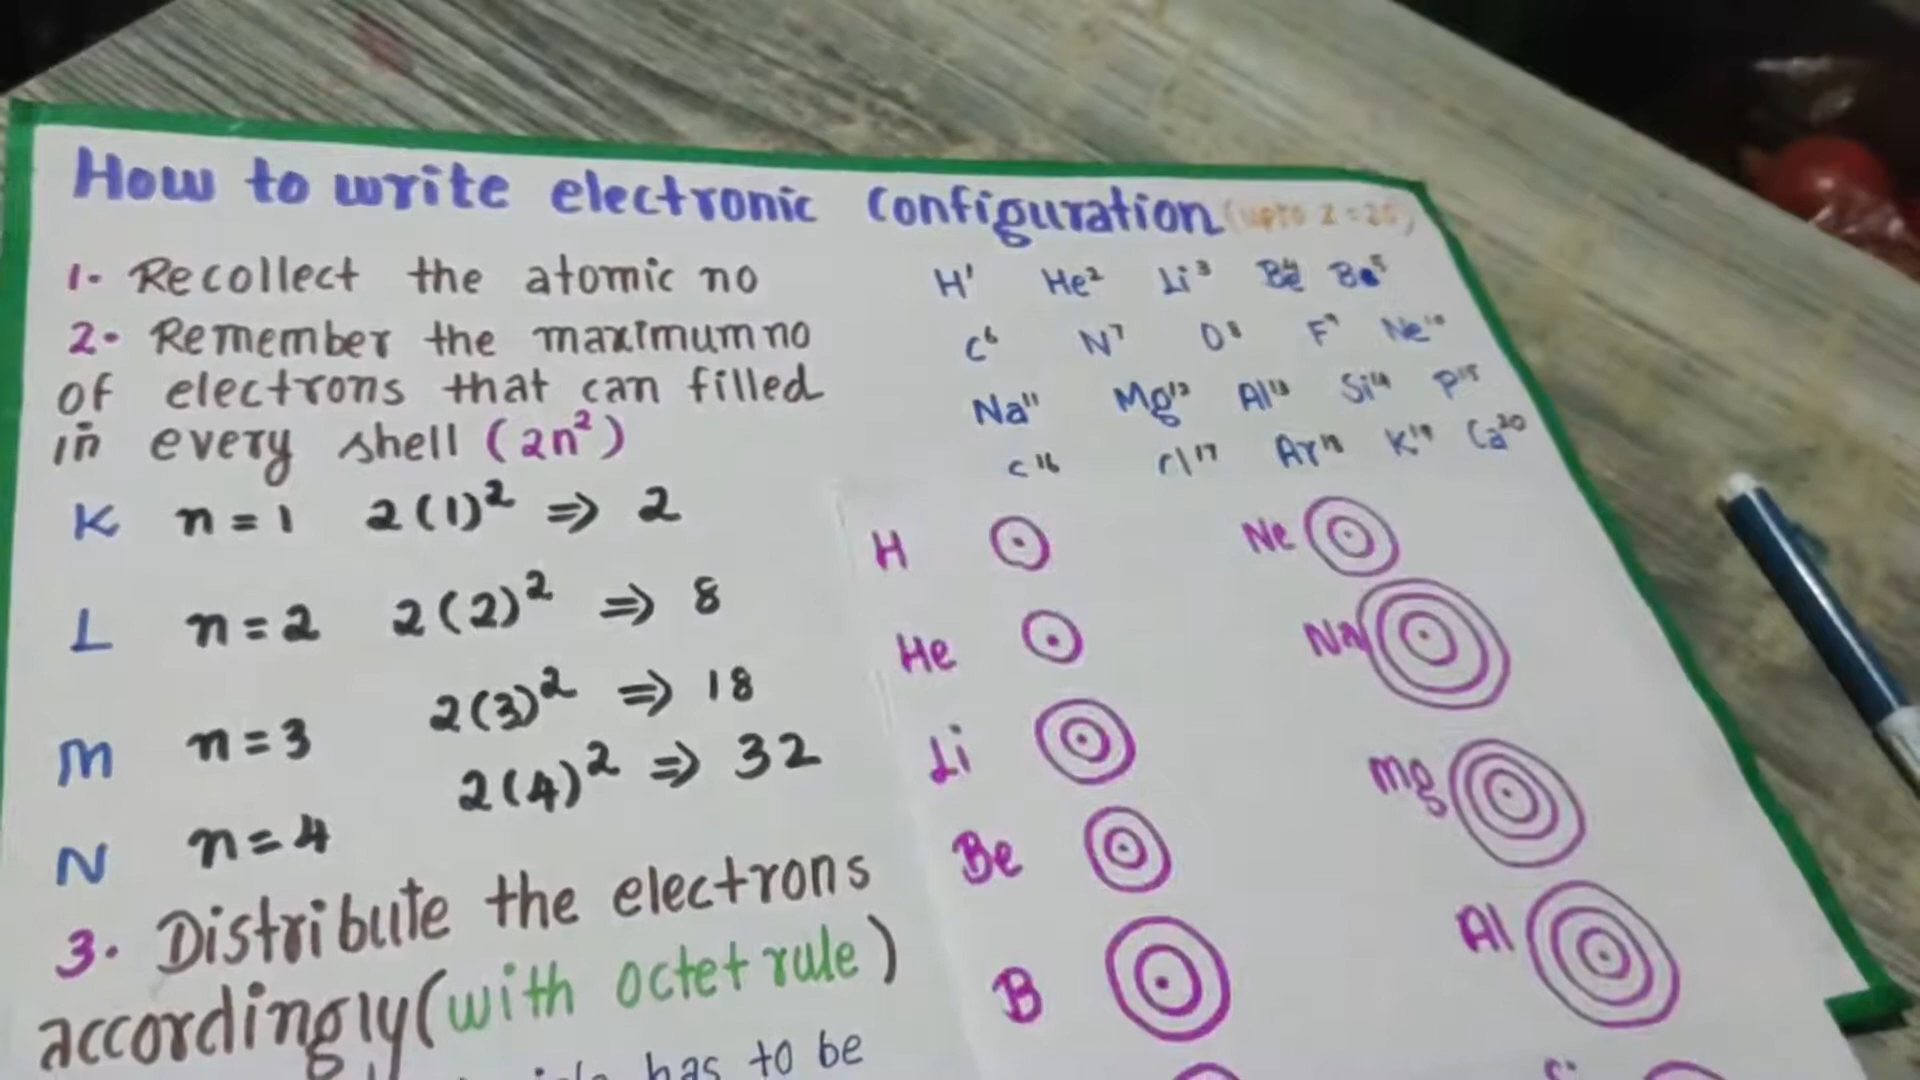 How to write electronic Configuration (upto Z=20)
1- Recollect the atomic no
2- Remember the maximum no
of electrons that can filled
in every shell (2n²)
K n=1 2(1)² ⇒ 2
L n=2 2(2)² ⇒ 8
M n=3 2(3)² ⇒ 18
N n=4 2(4)² ⇒ 32
3. Distribute the electrons
accordingly (with octet rule)
has to be
H¹ He² Li³ Be⁴
C⁶ N⁷ O⁸ F⁹ Ne¹⁰
Na¹¹ Mg¹² Al¹³ Si¹⁴ P¹⁵
c¹⁶ Cl¹⁷ Ar¹⁸ K¹⁹ Ca²⁰
H
He
Li
Be
B
Ne
Na
Mg
Al